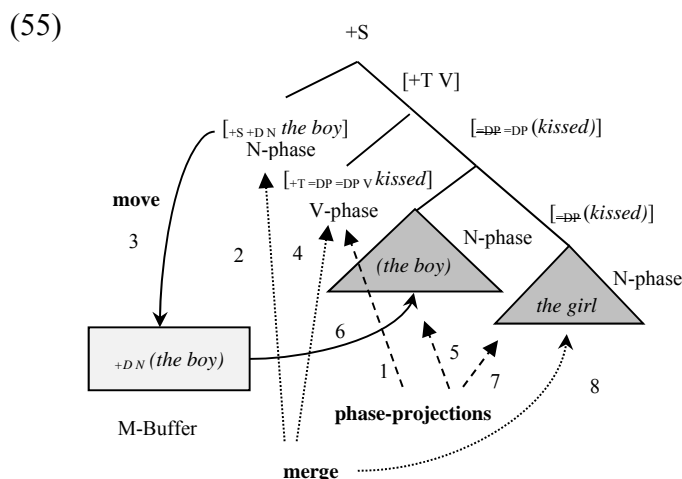 (55)
+S
[+T V]
[+S +D N the boy]
N-phase
[=DP =DP (kissed)]
move
3
[+T =DP =DP V kissed]
V-phase
2
4
[=DP (kissed)]
N-phase
(the boy)
N-phase
the girl
6
+D N (the boy)
5
1
7
8
phase-projections
M-Buffer
merge